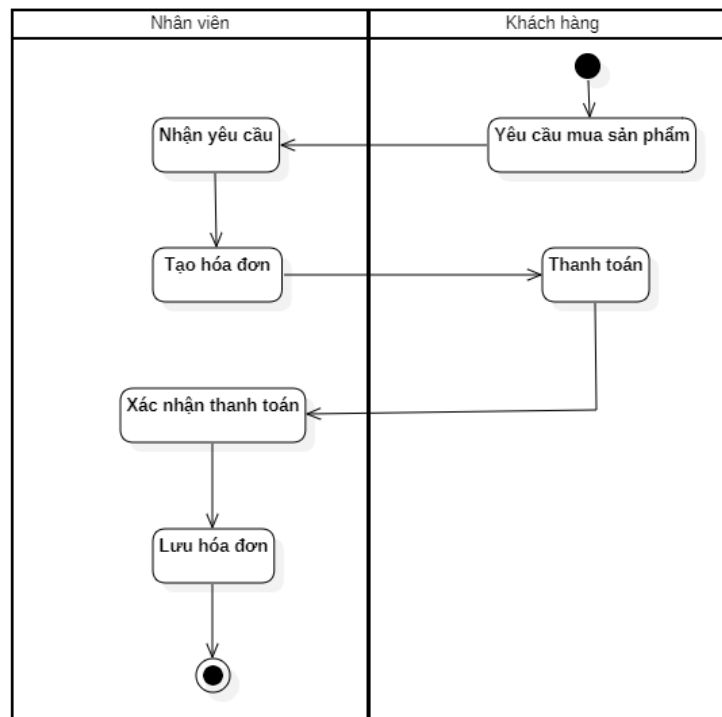 Nhân viên
Khách hàng
Nhận yêu cầu
Yêu cầu mua sản phẩm
Tạo hóa đơn
Thanh toán
Xác nhận thanh toán
Lưu hóa đơn